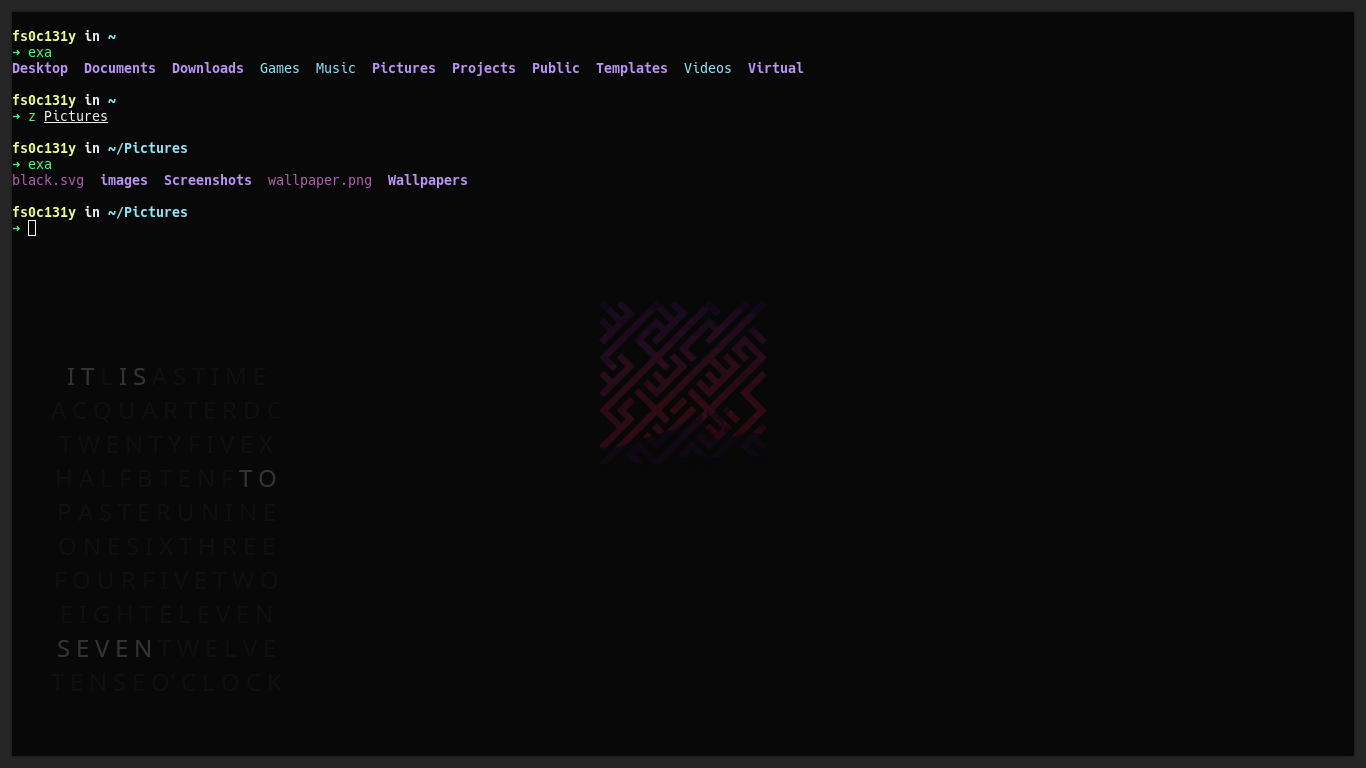 fs0c131y in ~
→ exa
Desktop  Documents  Downloads  Games  Music  Pictures  Projects  Public  Templates  Videos  Virtual
fs0c131y in ~
→ z Pictures
fs0c131y in ~/Pictures
→ exa
black.svg  images  Screenshots  wallpaper.png  Wallpapers
fs0c131y in ~/Pictures
→
ITLISASTIME
ACQUARTERDC
TWENTYFIVEX
HALFBTENFTO
PASTERUNINE
ONESIXTHREE
FOURFIVETWO
EIGHTELEVEN
SEVENTWELVE
TENSEO'CLOCK